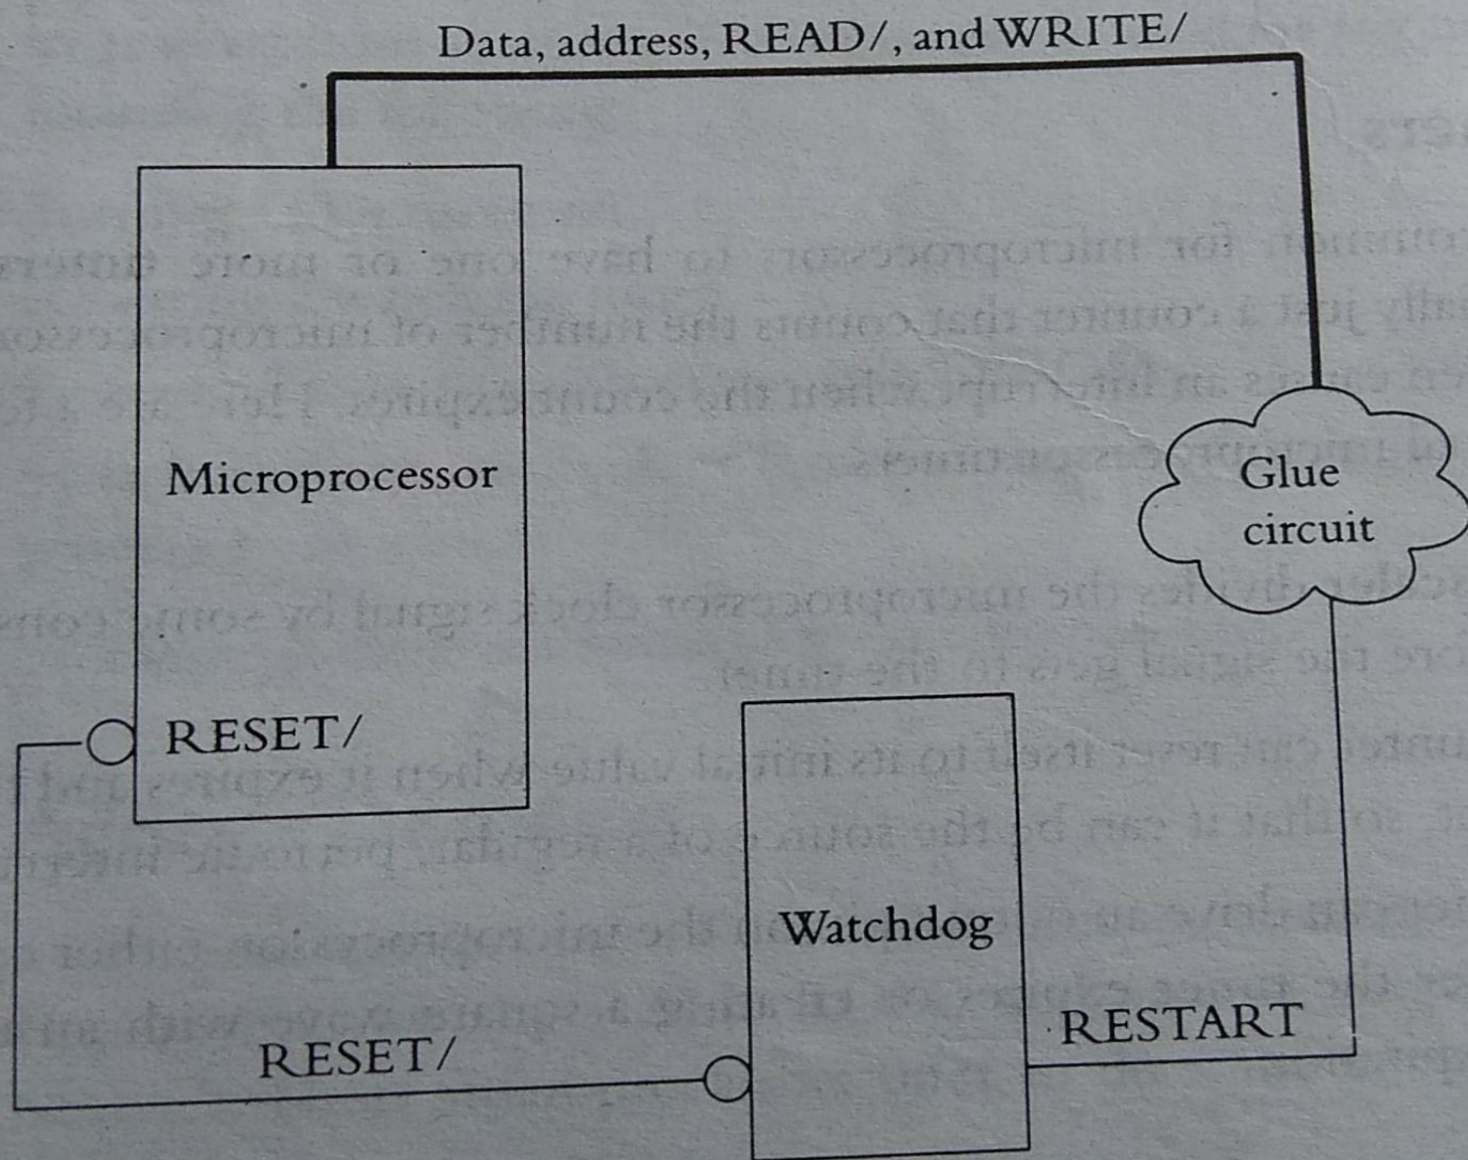 Data, address, READ/, and WRITE/
Microprocessor
Glue
circuit
RESET/
Watchdog
RESTART
RESET/